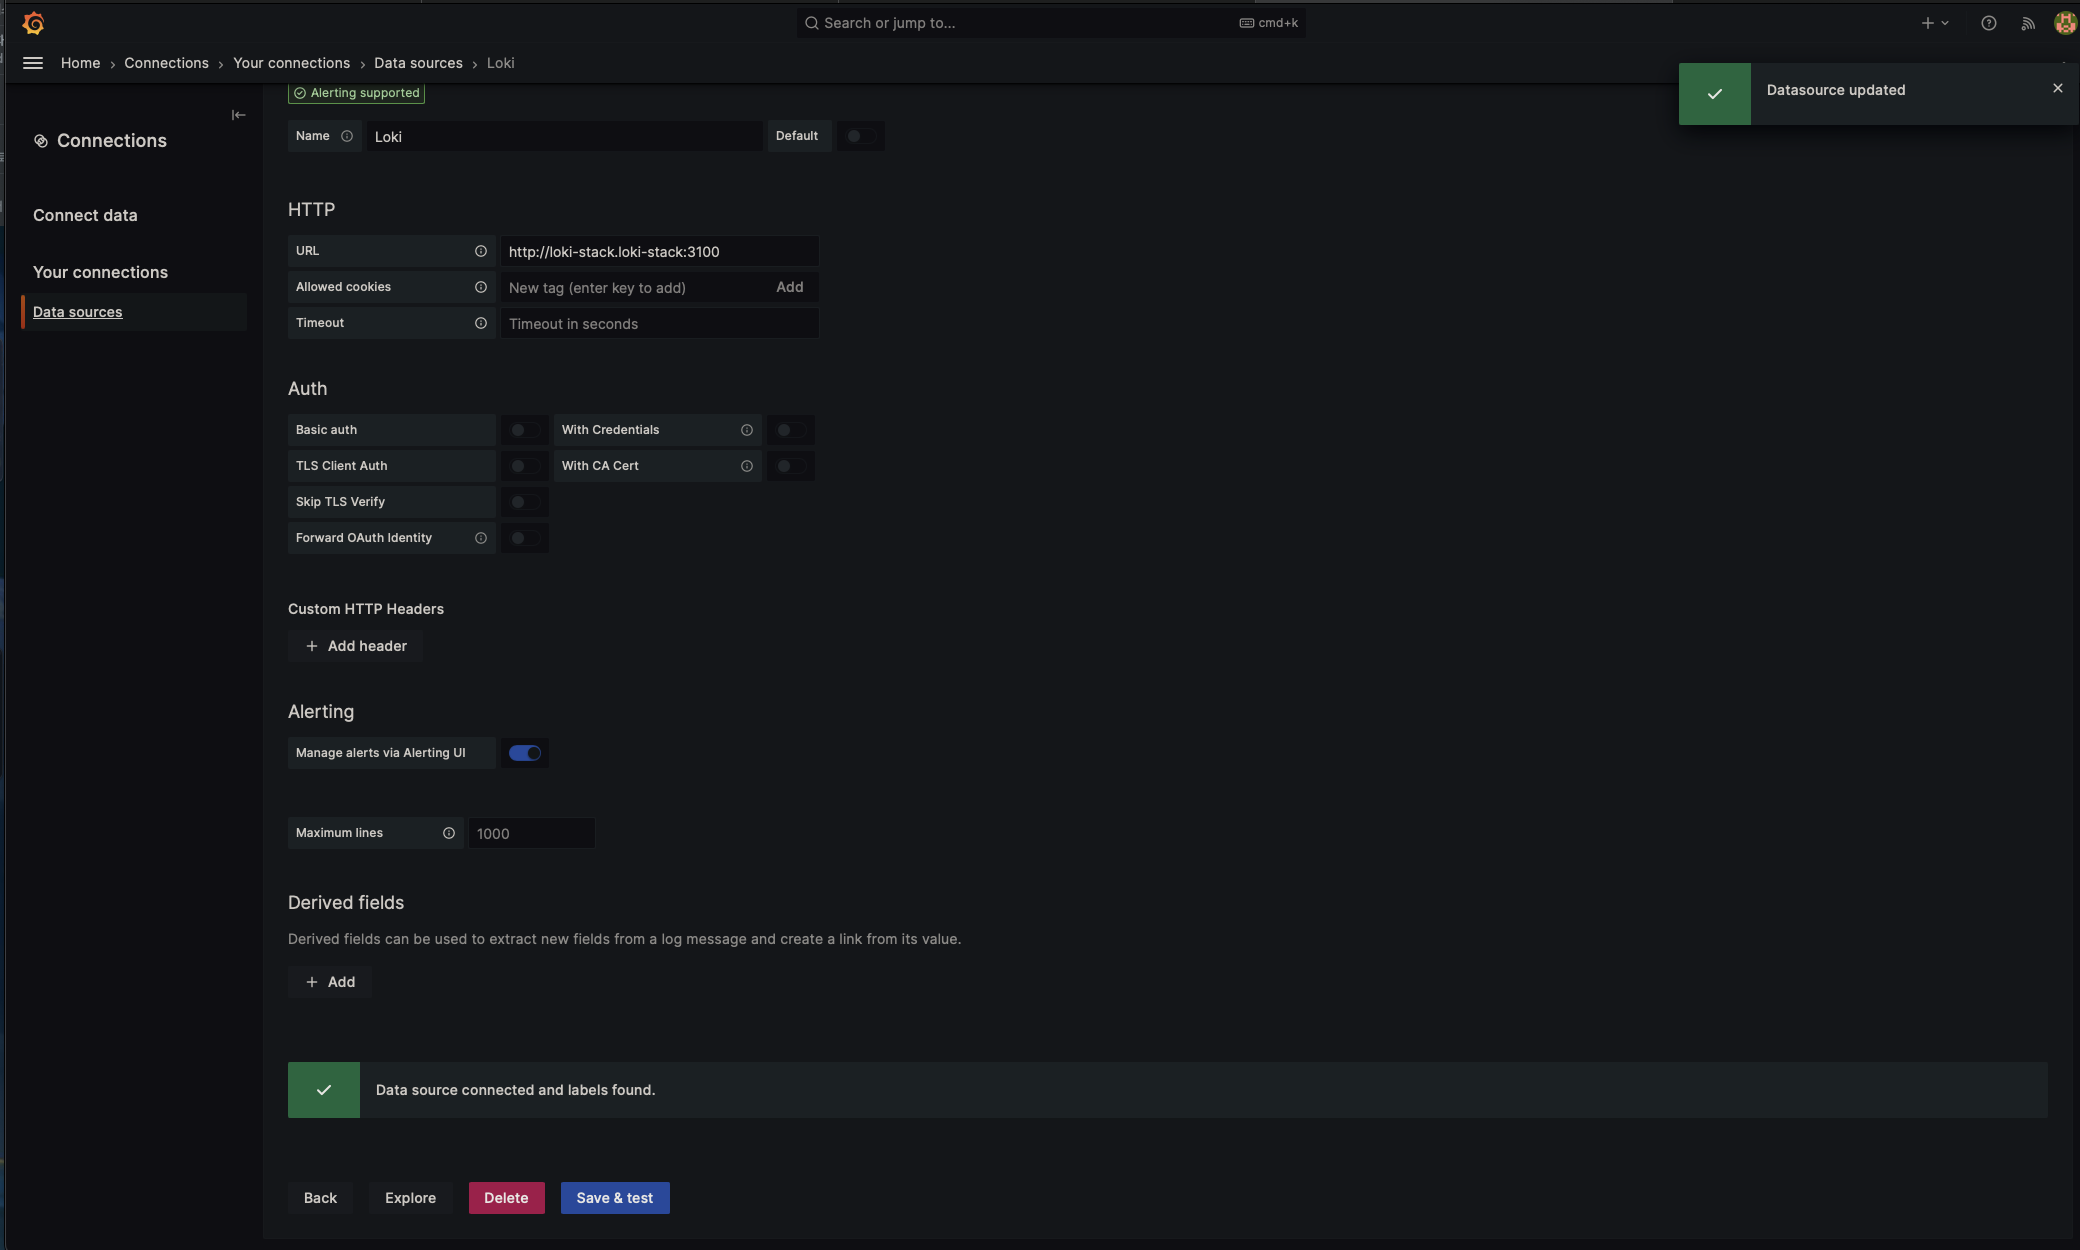 Search or jump to...
cmd+k
Home › Connections › Your connections › Data sources › Loki
Datasource updated
Connections
Connect data
Your connections
Data sources
Alerting supported
Name
Loki
Default
HTTP
URL
http://loki-stack.loki-stack:3100
Allowed cookies
New tag (enter key to add)
Add
Timeout
Timeout in seconds
Auth
Basic auth
With Credentials
TLS Client Auth
With CA Cert
Skip TLS Verify
Forward OAuth Identity
Custom HTTP Headers
Add header
Alerting
Manage alerts via Alerting UI
Maximum lines
1000
Derived fields
Derived fields can be used to extract new fields from a log message and create a link from its value.
Add
Data source connected and labels found.
Back
Explore
Delete
Save & test